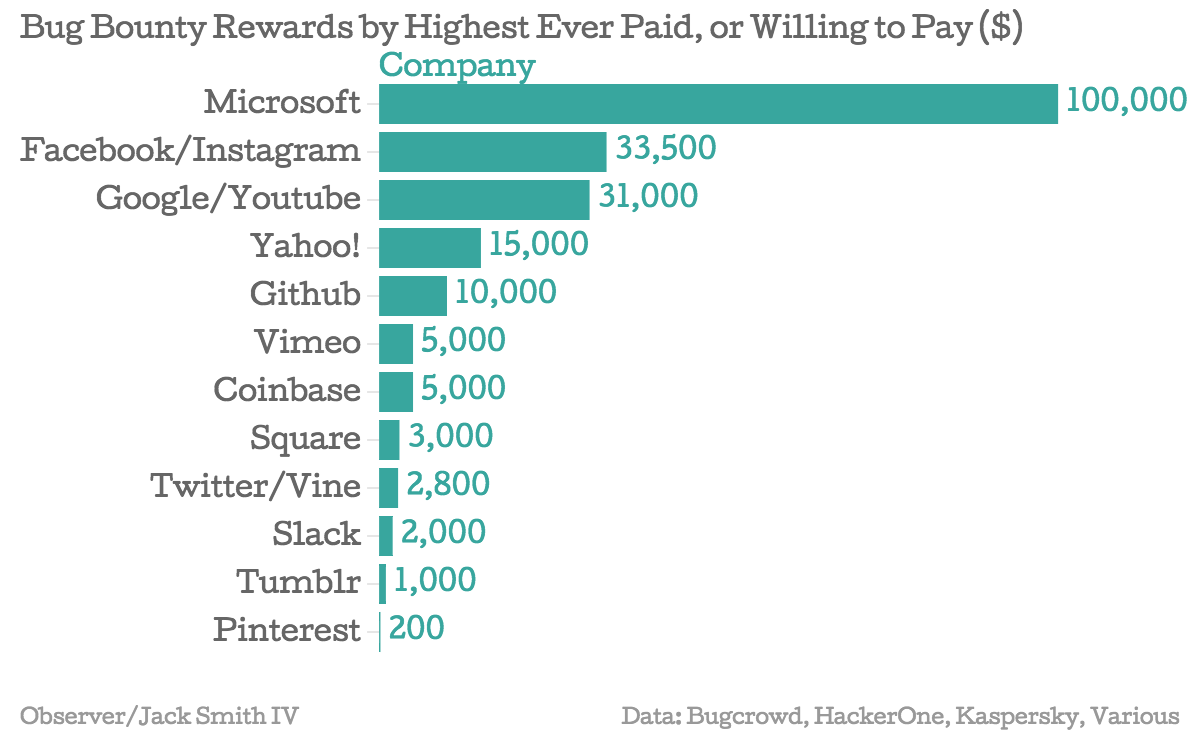 Bug Bounty Rewards by Highest Ever Paid, or Willing to Pay ($)
Company
Microsoft 100,000
Facebook/Instagram 33,500
Google/Youtube 31,000
Yahoo! 15,000
Github 10,000
Vimeo 5,000
Coinbase 5,000
Square 3,000
Twitter/Vine 2,800
Slack 2,000
Tumblr 1,000
Pinterest 200
Observer/Jack Smith IV Data: Bugcrowd, HackerOne, Kaspersky, Various